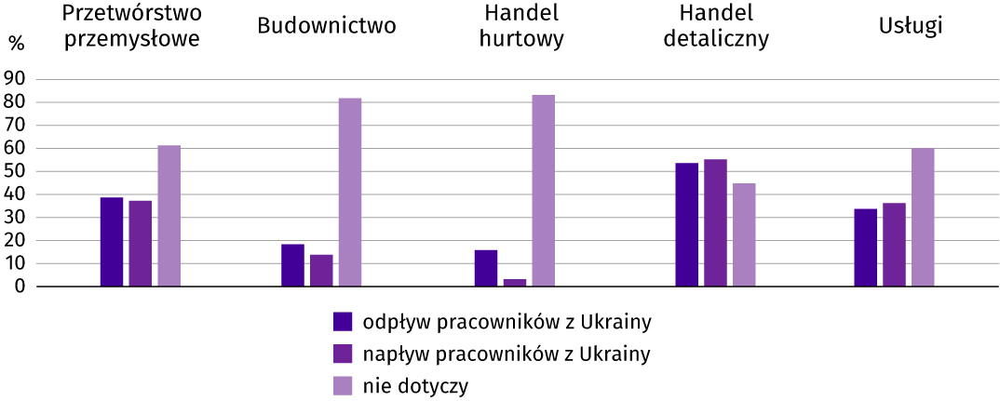 Przetwórstwo
przemysłowe
Budownictwo
Handel
hurtowy
Handel
detaliczny
Usługi
%
90
80
70
60
50
40
30
20
10
0
odpływ pracowników z Ukrainy
napływ pracowników z Ukrainy
nie dotyczy